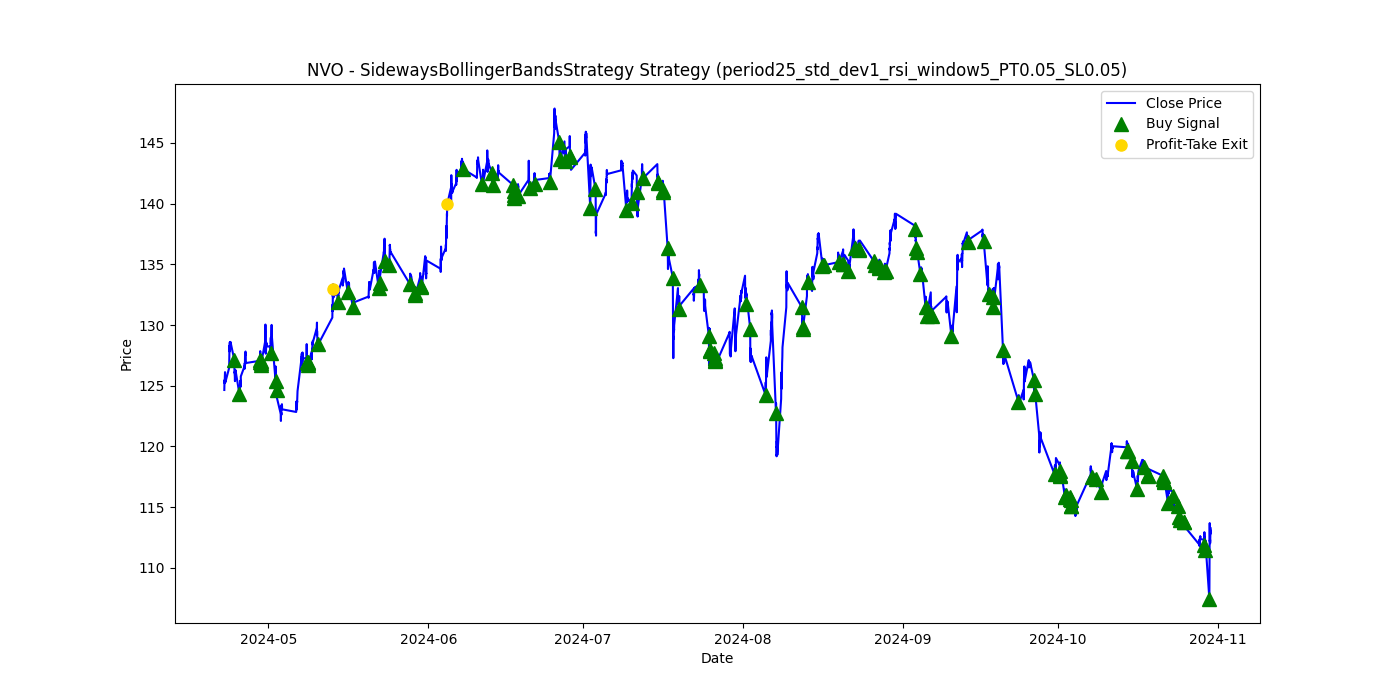 NVO - SidewaysBollingerBandsStrategy Strategy (period25_std_dev1_rsi_window5_PT0.05_SL0.05)
Close Price
Buy Signal
Profit-Take Exit
145
140
135
130
125
120
115
110
Price
2024-05
2024-06
2024-07
2024-08
2024-09
2024-10
2024-11
Date